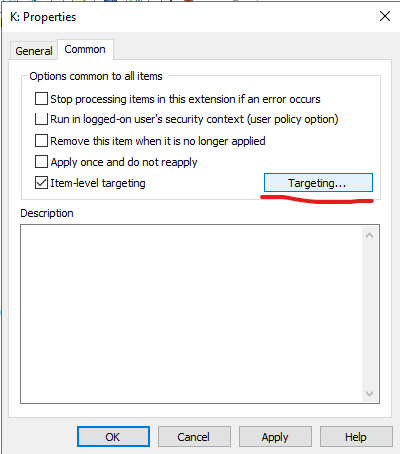 K: Properties
General
Common
Options common to all items
Stop processing items in this extension if an error occurs
Run in logged-on user's security context (user policy option)
Remove this item when it is no longer applied
Apply once and do not reapply
Item-level targeting
Targeting...
Description
OK
Cancel
Apply
Help